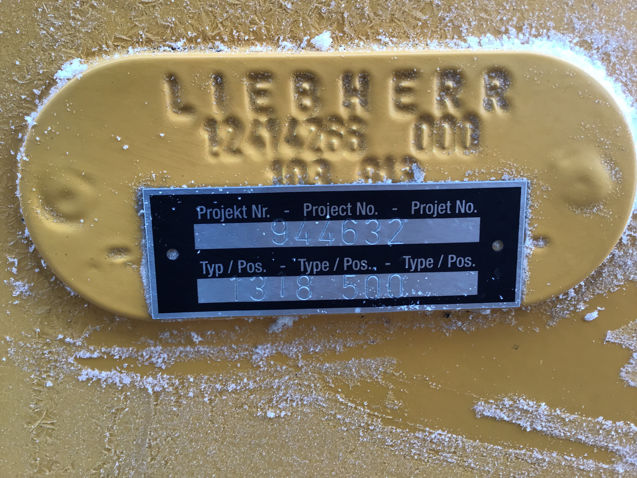 LIEBHERR
12414266 000
Projekt Nr. - Project No. - Projet No.
944632
Typ / Pos. - Type / Pos. - Type / Pos.
1318 500